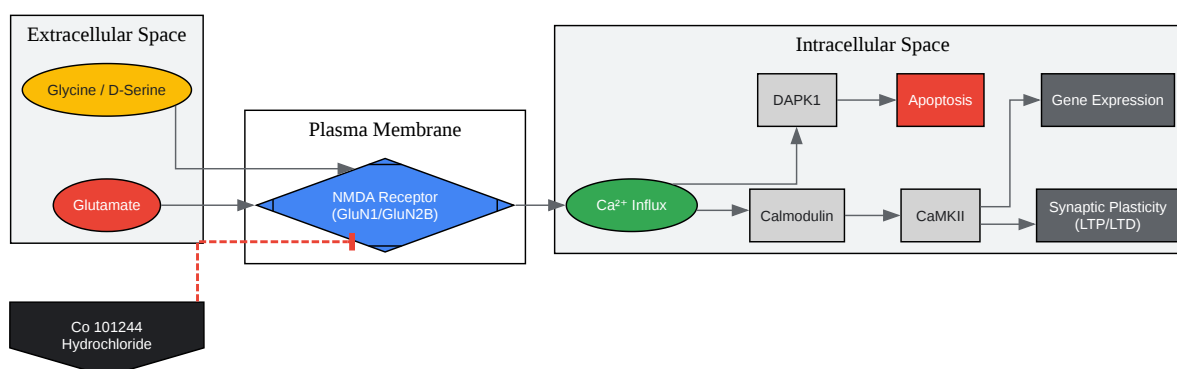 Extracellular Space
Glycine / D-Serine
Glutamate
Plasma Membrane
NMDA Receptor
(GluN1/GluN2B)
Co 101244
Hydrochloride
Intracellular Space
DAPK1
Apoptosis
Gene Expression
Ca²⁺ Influx
Calmodulin
CaMKII
Synaptic Plasticity
(LTP/LTD)